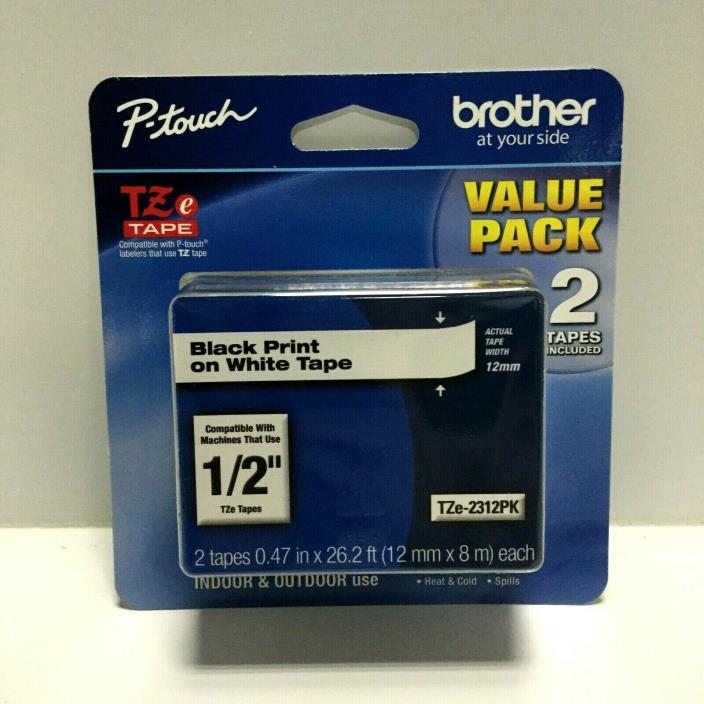 P-touch
brother
at your side
TZe
TAPE
Compatible with P-touch®
labelers that use TZ tape
VALUE
PACK
2
TAPES
INCLUDED
Black Print
on White Tape
ACTUAL
TAPE
WIDTH
12mm
Compatible With
Machines That Use
1/2"
TZe Tapes
TZe-2312PK
2 tapes 0.47 in x 26.2 ft (12 mm x 8 m) each
INDOOR & OUTDOOR use
• Heat & Cold • Spills